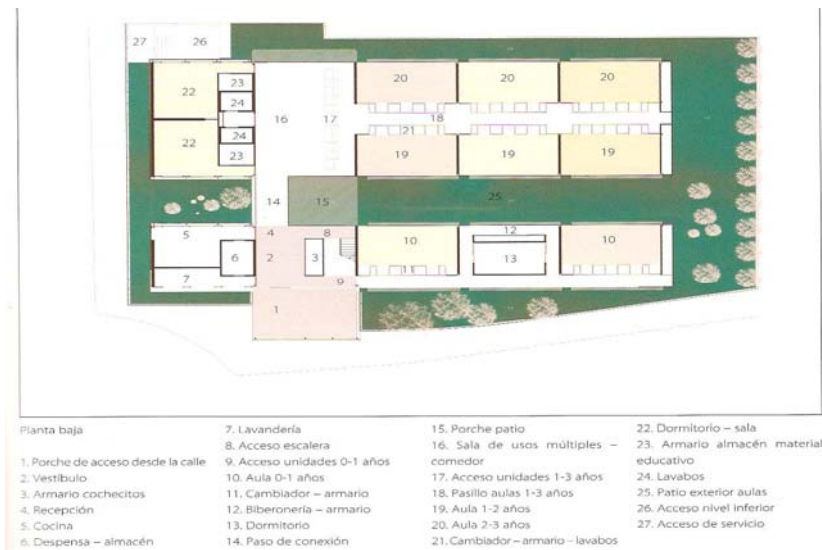 27 26
20 20 20
23
22
24
16 17 18
21
24
22
19 19 19
23
14 15 25
5 4 8 12
10 10
2
6 3 13
11
7
9
1
Planta baja
1. Porche de acceso desde la calle
2. Vestíbulo
3. Armario cochecitos
4. Recepción
5. Cocina
6. Despensa – almacén
7. Lavandería
8. Acceso escalera
9. Acceso unidades 0-1 años
10. Aula 0-1 años
11. Cambiador – armario
12. Biberonería – armario
13. Dormitorio
14. Paso de conexión
15. Porche patio
16. Sala de usos múltiples –
comedor
17. Acceso unidades 1-3 años
18. Pasillo aulas 1-3 años
19. Aula 1-2 años
20. Aula 2-3 años
21. Cambiador – armario – lavabos
22. Dormitorio – sala
23. Armario almacén material
educativo
24. Lavabos
25. Patio exterior aulas
26. Acceso nivel inferior
27. Acceso de servicio